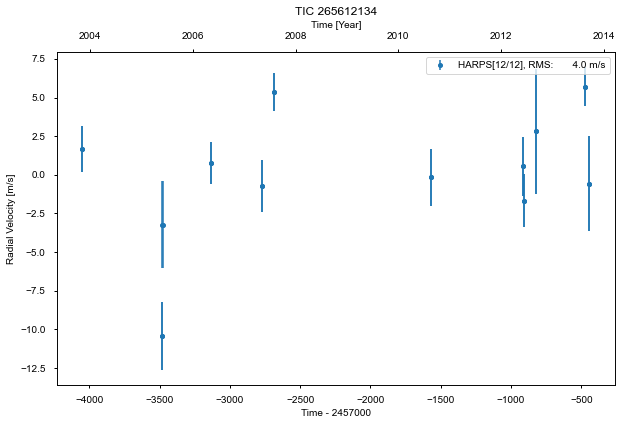 TIC 265612134
Time [Year]
2004 2006 2008 2010 2012 2014
HARPS[12/12], RMS: 4.0 m/s
7.5
5.0
2.5
0.0
−2.5
−5.0
−7.5
−10.0
−12.5
Radial Velocity [m/s]
−4000 −3500 −3000 −2500 −2000 −1500 −1000 −500
Time - 2457000